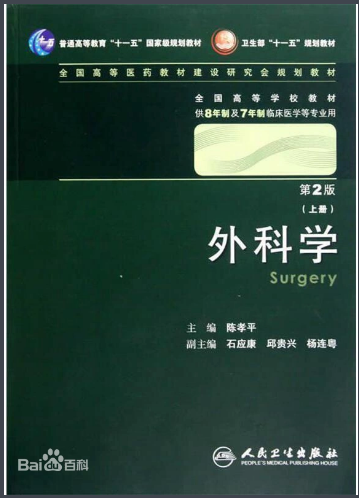 十一五 普通高等教育“十一五”国家级规划教材 卫生部“十一五”规划教材
全国高等医药教材建设研究会规划教材
全国高等学校教材
供8年制及7年制临床医学等专业用
第2版
(上册)
外科学
Surgery
主 编 陈孝平
副主编 石应康 邱贵兴 杨连粤
Bai 百科
人民卫生出版社
PEOPLE'S MEDICAL PUBLISHING HOUSE